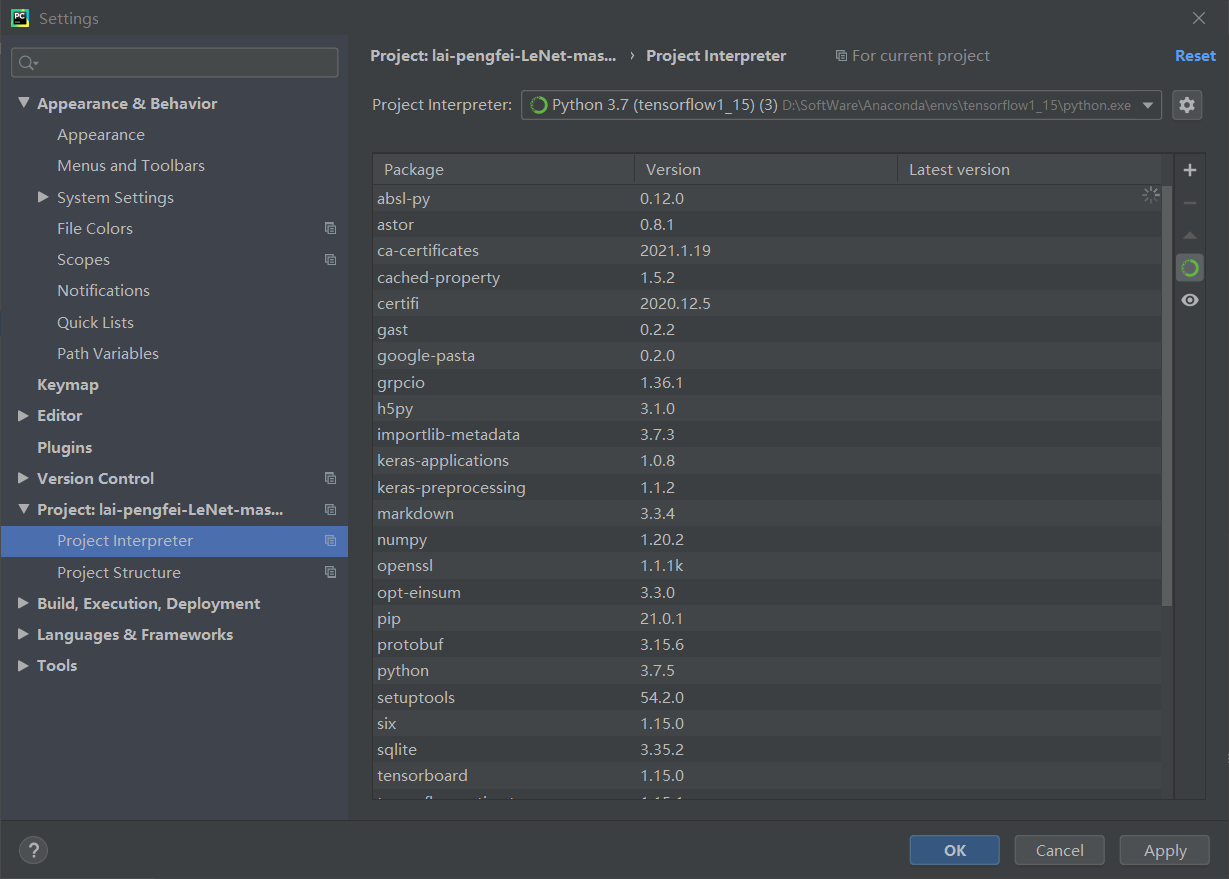 Settings
Project: lai-pengfei-LeNet-mas... › Project Interpreter For current project Reset
Appearance & Behavior
Appearance
Menus and Toolbars
System Settings
File Colors
Scopes
Notifications
Quick Lists
Path Variables
Keymap
Editor
Plugins
Version Control
Project: lai-pengfei-LeNet-mas...
Project Interpreter
Project Structure
Build, Execution, Deployment
Languages & Frameworks
Tools
Project Interpreter: Python 3.7 (tensorflow1_15) (3) D:\SoftWare\Anaconda\envs\tensorflow1_15\python.exe
Package Version Latest version
absl-py 0.12.0
astor 0.8.1
ca-certificates 2021.1.19
cached-property 1.5.2
certifi 2020.12.5
gast 0.2.2
google-pasta 0.2.0
grpcio 1.36.1
h5py 3.1.0
importlib-metadata 3.7.3
keras-applications 1.0.8
keras-preprocessing 1.1.2
markdown 3.3.4
numpy 1.20.2
openssl 1.1.1k
opt-einsum 3.3.0
pip 21.0.1
protobuf 3.15.6
python 3.7.5
setuptools 54.2.0
six 1.15.0
sqlite 3.35.2
tensorboard 1.15.0
? OK Cancel Apply